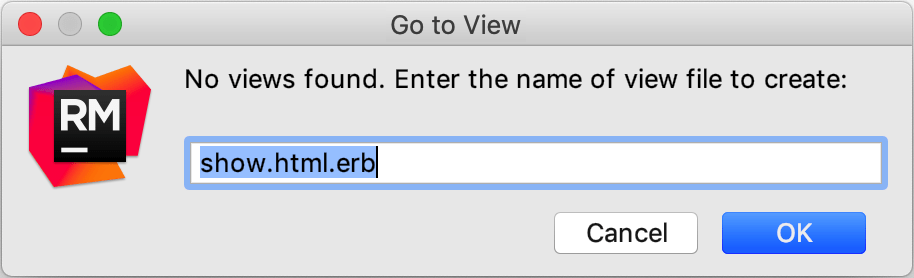 Go to View
RM
No views found. Enter the name of view file to create:
show.html.erb
Cancel
OK